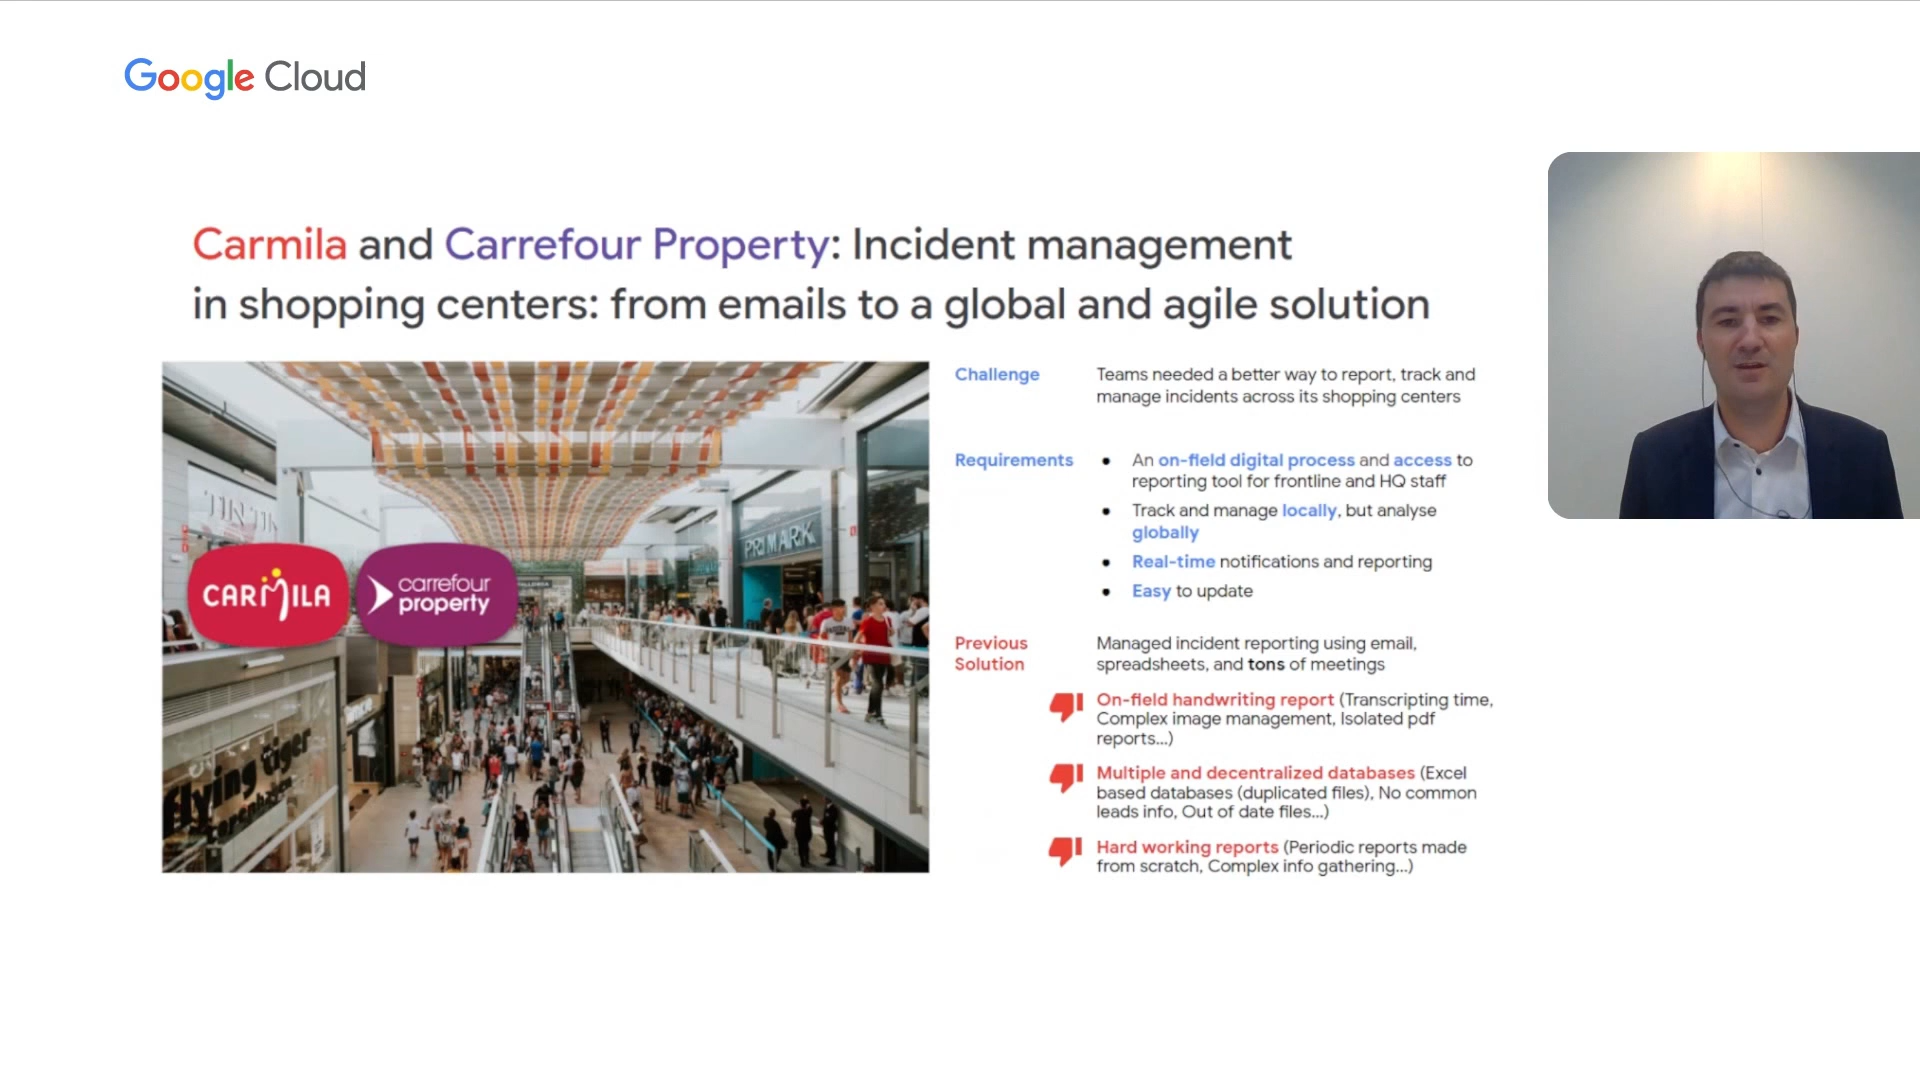 Google Cloud
Carmila and Carrefour Property: Incident management
in shopping centers: from emails to a global and agile solution
TIN TIN
PRIMARK
CARMILA
carrefour
property
flying tiger
Challenge
Teams needed a better way to report, track and
manage incidents across its shopping centers
Requirements
An on-field digital process and access to
reporting tool for frontline and HQ staff
Track and manage locally, but analyse
globally
Real-time notifications and reporting
Easy to update
Previous
Solution
Managed incident reporting using email,
spreadsheets, and tons of meetings
On-field handwriting report (Transcripting time,
Complex image management, Isolated pdf
reports...)
Multiple and decentralized databases (Excel
based databases (duplicated files), No common
leads info, Out of date files...)
Hard working reports (Periodic reports made
from scratch, Complex info gathering...)